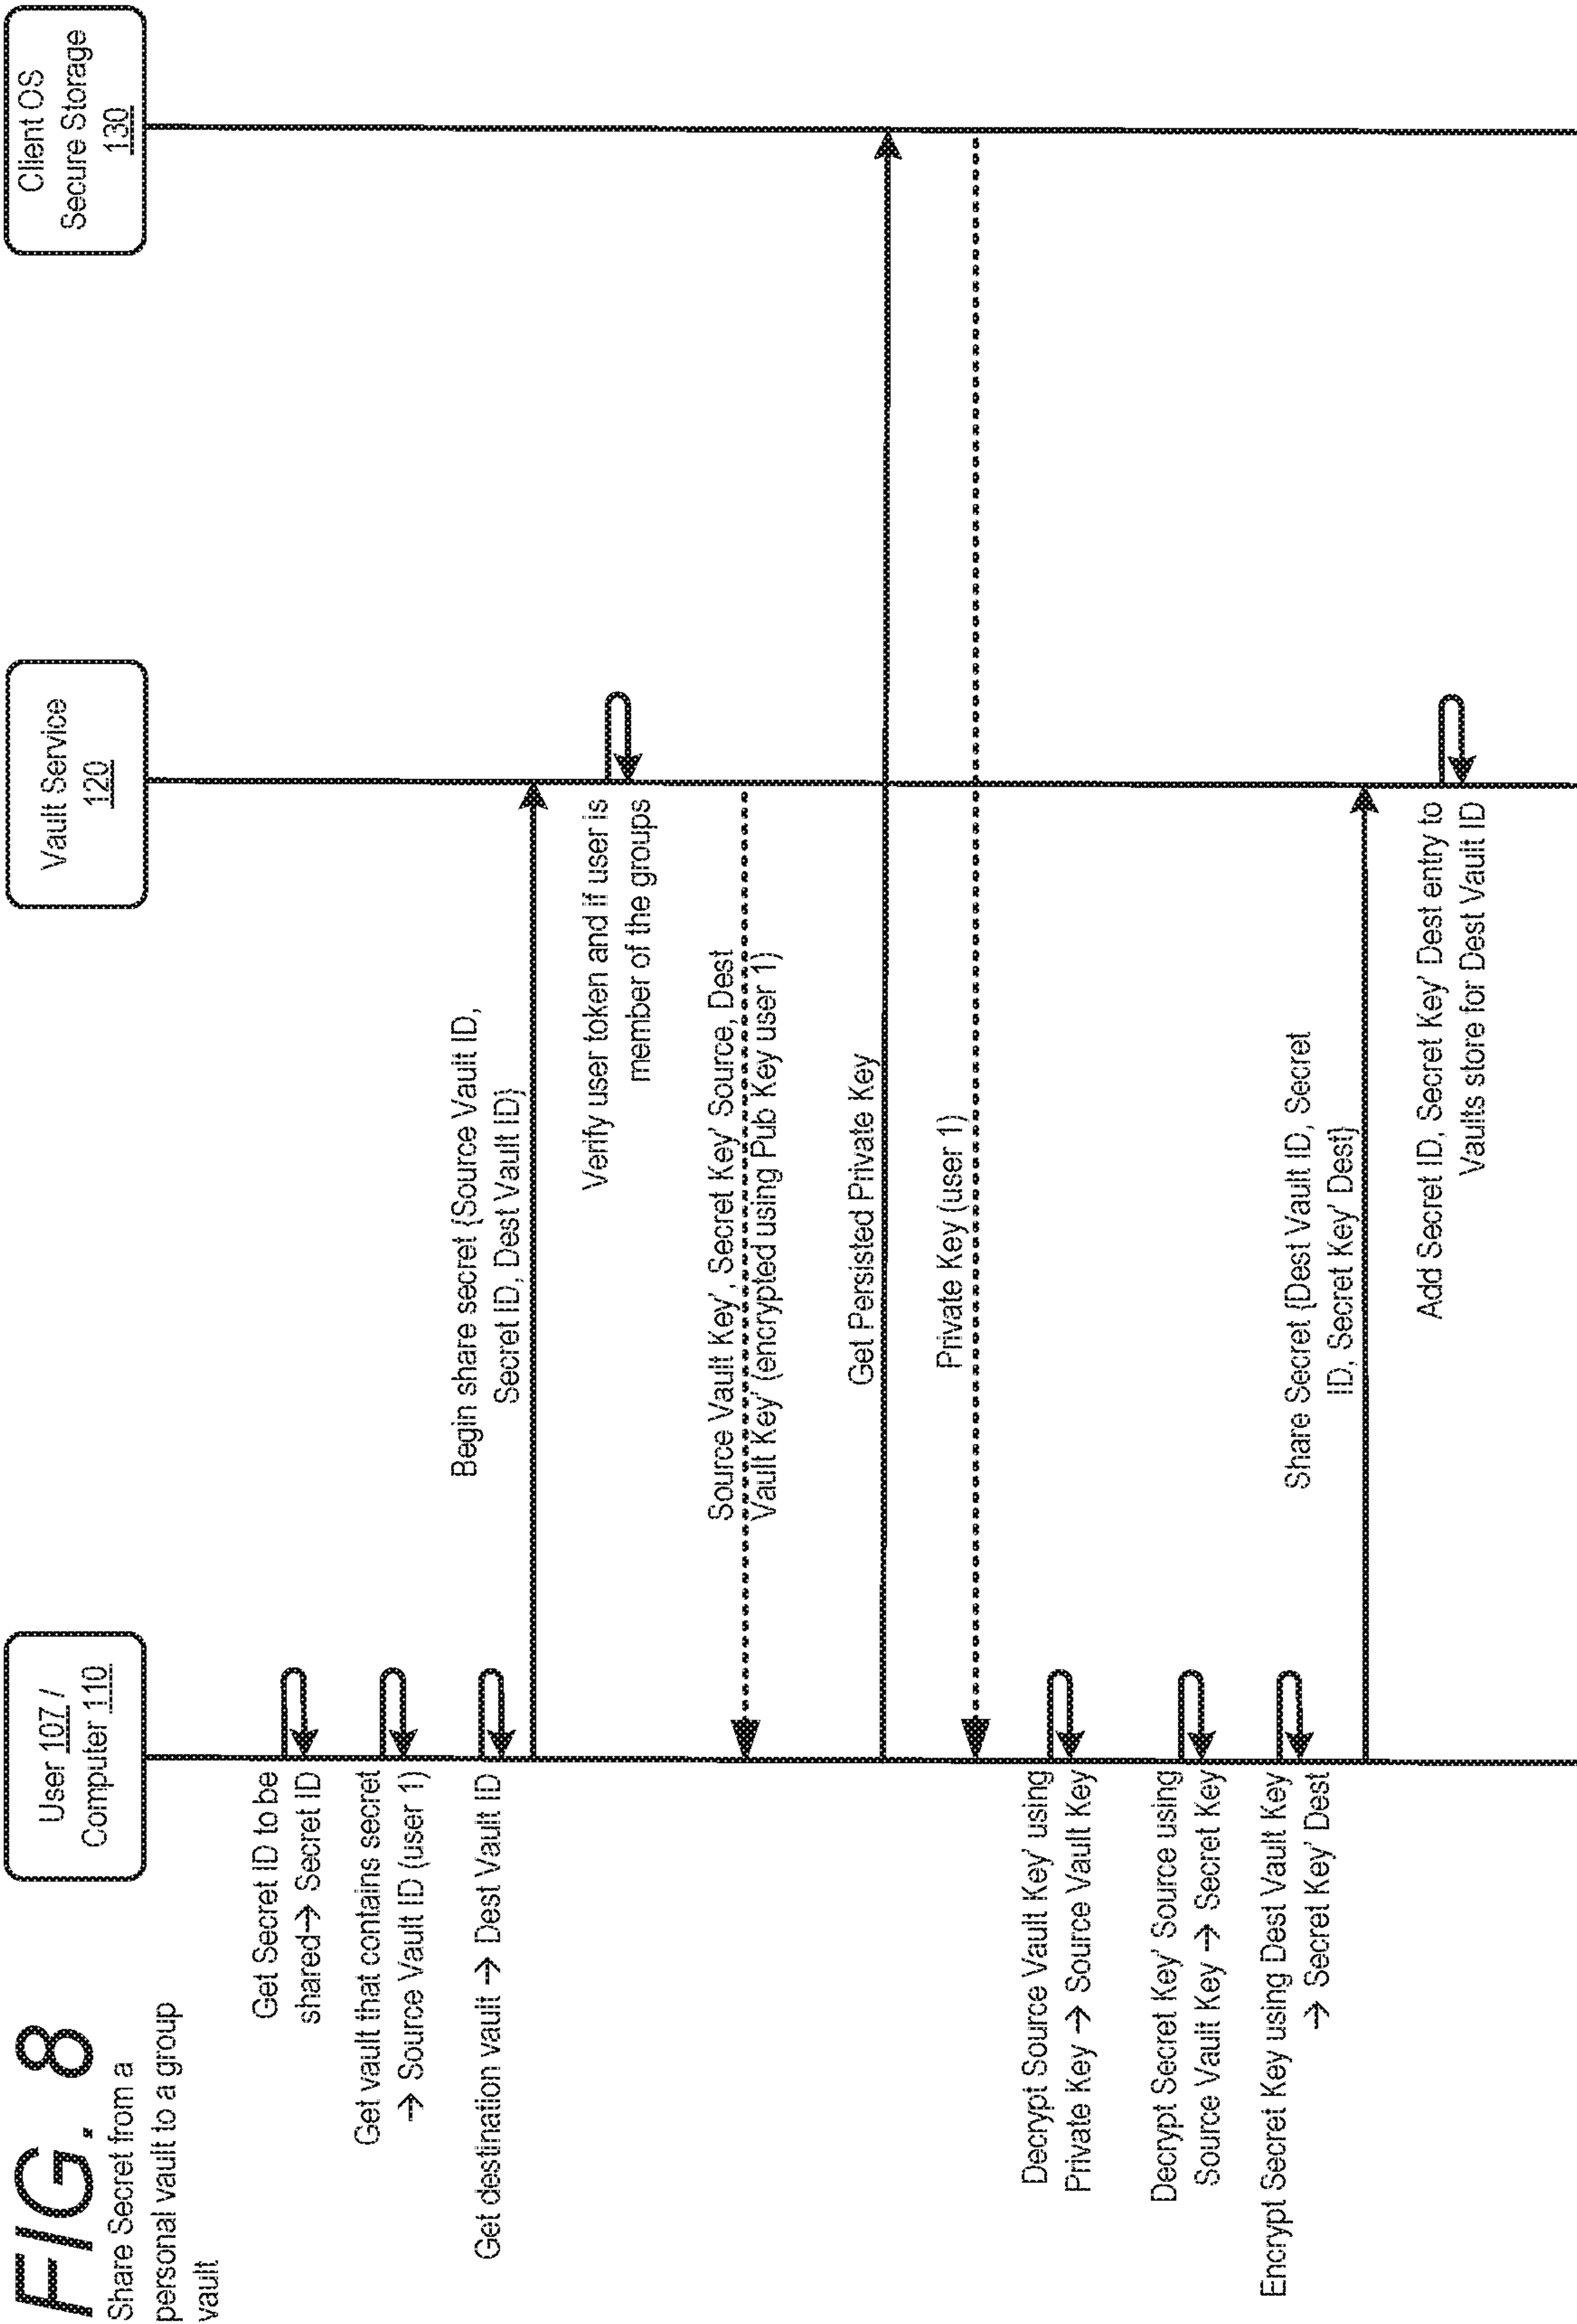 FIG. 8
Share Secret from a
personal vault to a group
vault
User 107 /
Computer 110
Vault Service
120
Client OS
Secure Storage
130
Get Secret ID to be
shared→ Secret ID
Get vault that contains secret
→ Source Vault ID (user 1)
Get destination vault → Dest Vault ID
Begin share secret {Source Vault ID,
Secret ID, Dest Vault ID}
Verify user token and if user is
member of the groups
Source Vault Key', Secret Key' Source, Dest
Vault Key' (encrypted using Pub Key user 1)
Get Persisted Private Key
Private Key (user 1)
Decrypt Source Vault Key' using
Private Key → Source Vault Key
Decrypt Secret Key' Source using
Source Vault Key → Secret Key
Encrypt Secret Key using Dest Vault Key
→ Secret Key' Dest
Share Secret {Dest Vault ID, Secret
ID, Secret Key' Dest}
Add Secret ID, Secret Key' Dest entry to
Vaults store for Dest Vault ID